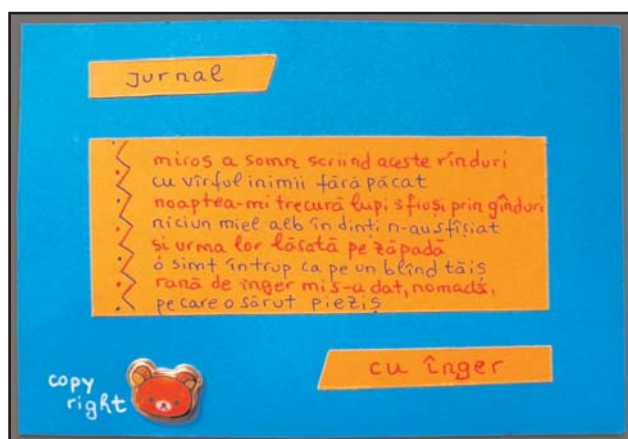 jurnal
miros a somn scriind aceste rînduri
cu vîrful inimii fără păcat
noaptea-mi trecură lupi sfioși prin gînduri
niciun miel alb în dinți n-au sfîșiat
și urma lor lăsată pe zăpadă
o simt în trup ca pe un blînd tăiș
rană de înger mi s-a dat, nomadă,
pe care o sărut pieziș
cu înger
copy
right